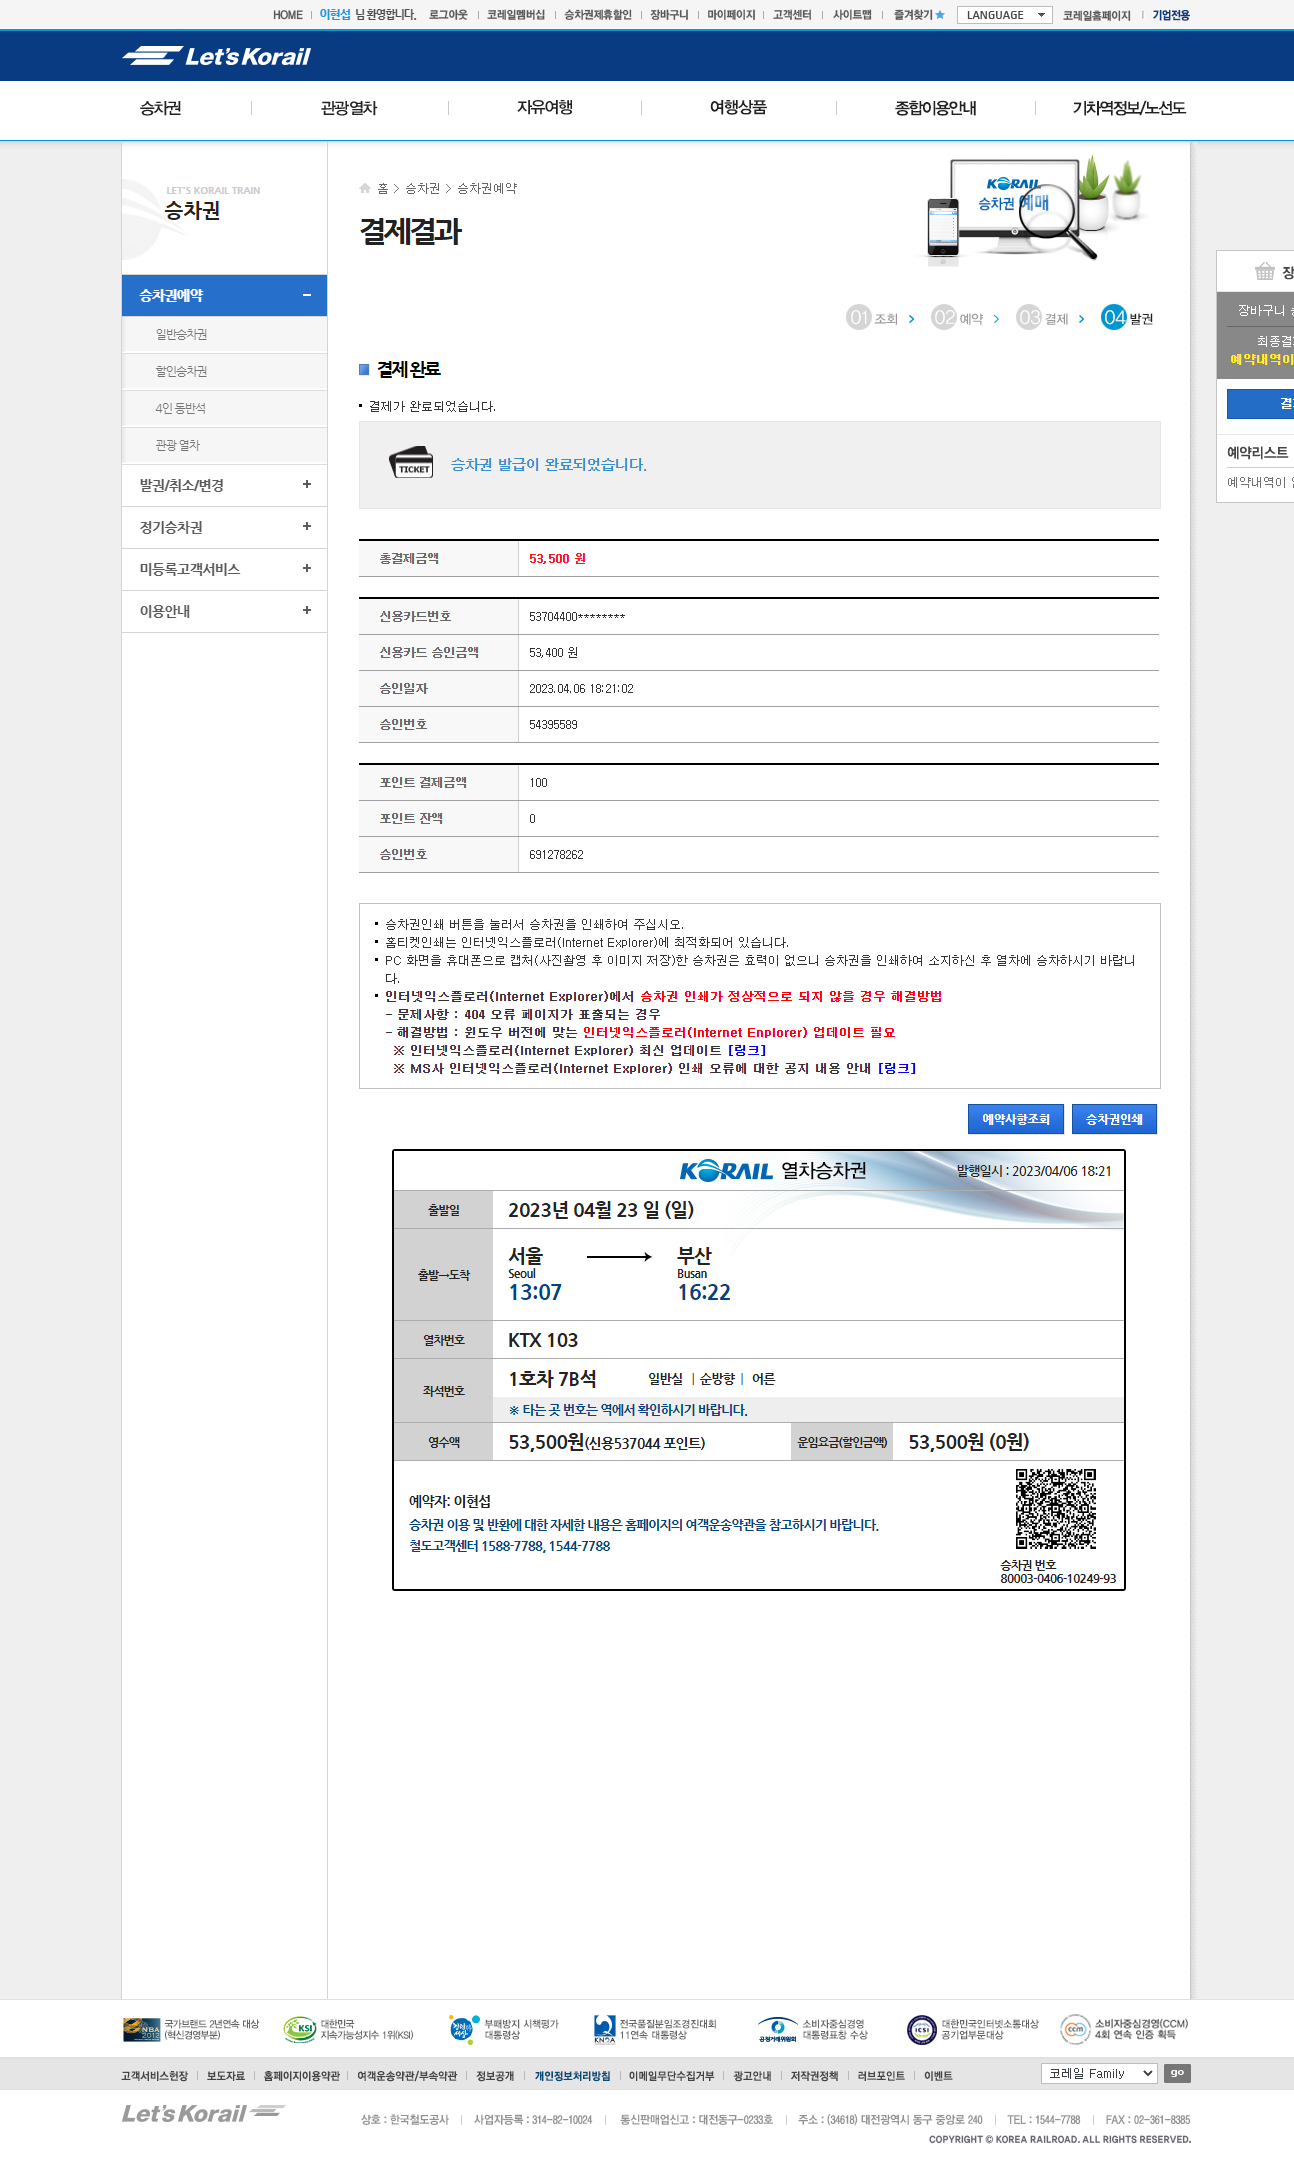 HOME 이현섭 님 환영합니다. 로그아웃 코레일멤버십 승차권제휴할인 장바구니 마이페이지 고객센터 사이트맵 즐겨찾기 LANGUAGE 코레일홈페이지 기업전용
Let's Korail
승차권 관광열차 자유여행 여행상품 종합이용안내 기차역정보/노선도
LET'S KORAIL TRAIN
승차권
승차권예약
일반승차권
할인승차권
4인 동반석
관광 열차
발권/취소/변경
정기승차권
미등록고객서비스
이용안내
홈 > 승차권 > 승차권예약
결제결과
KORAIL
승차권 예매
01 조회 02 예약 03 결제 04 발권
결제 완료
결제가 완료되었습니다.
TICKET 승차권 발급이 완료되었습니다.
총결제금액 53,500 원
신용카드번호 53704400********
신용카드 승인금액 53,400 원
승인일자 2023.04.06 18:21:02
승인번호 54395589
포인트 결제금액 100
포인트 잔액 0
승인번호 691278262
승차권인쇄 버튼을 눌러서 승차권을 인쇄하여 주십시오.
홈티켓인쇄는 인터넷익스플로러(Internet Explorer)에 최적화되어 있습니다.
PC 화면을 휴대폰으로 캡처(사진촬영 후 이미지 저장)한 승차권은 효력이 없으니 승차권을 인쇄하여 소지하신 후 열차에 승차하시기 바랍니
다.
인터넷익스플로러(Internet Explorer)에서 승차권 인쇄가 정상적으로 되지 않을 경우 해결방법
- 문제사항 : 404 오류 페이지가 표출되는 경우
- 해결방법 : 윈도우 버전에 맞는 인터넷익스플로러(Internet Enplorer) 업데이트 필요
※ 인터넷익스플로러(Internet Explorer) 최신 업데이트 [링크]
※ MS사 인터넷익스플로러(Internet Explorer) 인쇄 오류에 대한 공지 내용 안내 [링크]
예약사항조회 승차권인쇄
KORAIL 열차승차권 발행일시 : 2023/04/06 18:21
출발일 2023년 04월 23 일 (일)
출발→도착 서울 부산
Seoul Busan
13:07 16:22
열차번호 KTX 103
좌석번호 1호차 7B석 일반실 | 순방향 | 어른
※ 타는 곳 번호는 역에서 확인하시기 바랍니다.
영수액 53,500원(신용537044 포인트) 운임요금(할인금액) 53,500원 (0원)
예약자: 이현섭
승차권 이용 및 반환에 대한 자세한 내용은 홈페이지의 여객운송약관을 참고하시기 바랍니다.
철도고객센터 1588-7788, 1544-7788
승차권 번호
80003-0406-10249-93
장바구니
예약내역이
예약리스트
예약내역이
NBA 2012 국가브랜드 2년연속 대상
(혁신경영부문)
KSI 대한민국
지속가능성지수 1위(KSI)
부패방지 시책평가
대통령상
KNQA 전국품질분임조경진대회
11연속 대통령상
공정거래위원회 소비자중심경영
대통령표창 수상
ICSI 대한민국인터넷소통대상
공기업부문대상
ccm 소비자중심경영(CCM)
4회 연속 인증 획득
고객서비스헌장 보도자료 홈페이지이용약관 여객운송약관/부속약관 정보공개 개인정보처리방침 이메일무단수집거부 광고안내 저작권정책 러브포인트 이벤트 코레일 Family go
Let's Korail
상호 : 한국철도공사 사업자등록 : 314-82-10024 통신판매업신고 : 대전동구-0233호 주소 : (34618) 대전광역시 동구 중앙로 240 TEL : 1544-7788 FAX : 02-361-8385
COPYRIGHT © KOREA RAILROAD. ALL RIGHTS RESERVED.